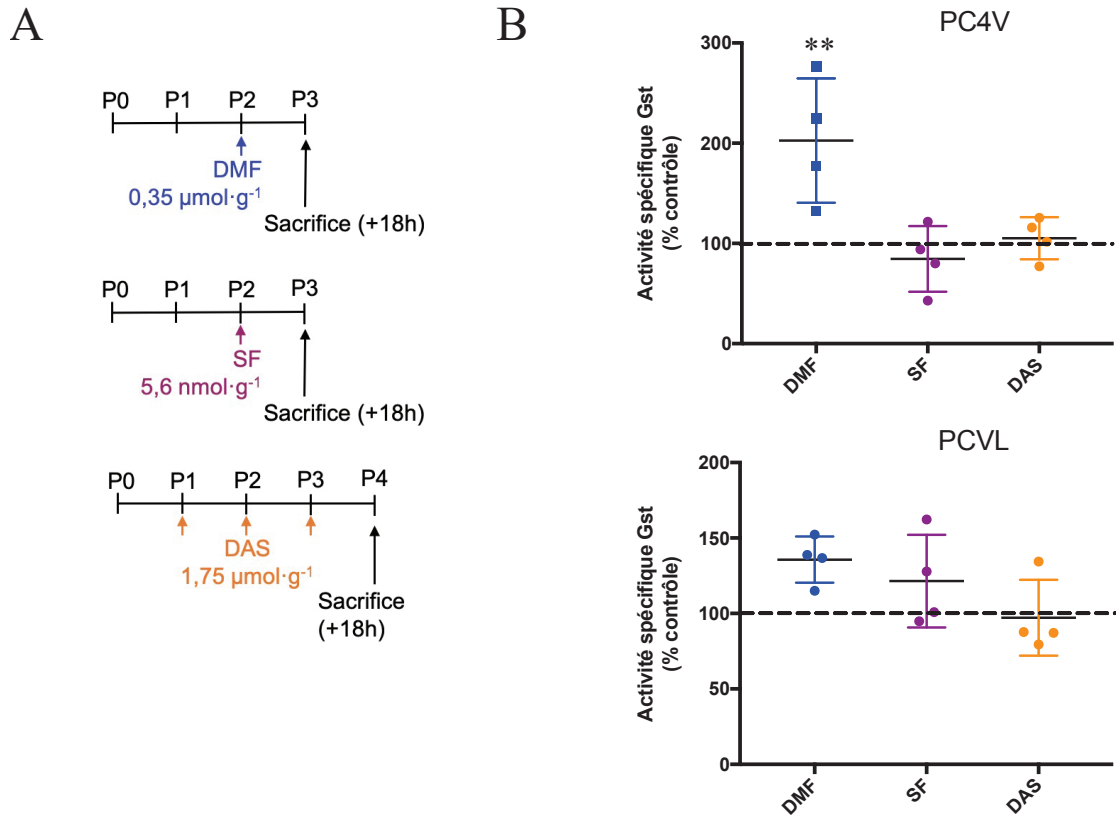 A
P0 P1 P2 P3
DMF
0,35 µmol·g⁻¹
Sacrifice (+18h)
P0 P1 P2 P3
SF
5,6 nmol·g⁻¹
Sacrifice (+18h)
P0 P1 P2 P3 P4
DAS
1,75 µmol·g⁻¹
Sacrifice
(+18h)
B
PC4V
Activité spécifique Gst
(% contrôle)
300
200
100
0
**
DMF SF DAS
PCVL
Activité spécifique Gst
(% contrôle)
200
150
100
50
0
DMF SF DAS